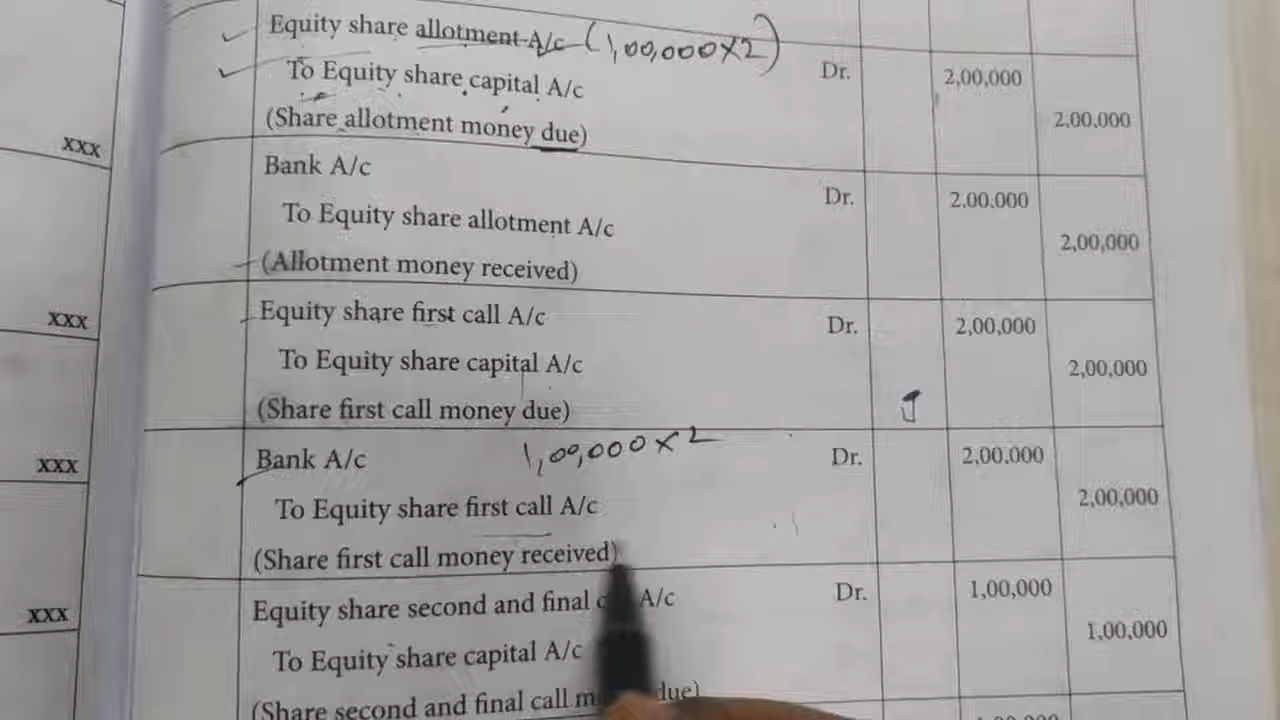 Equity share allotment A/c (1,00,000×2) Dr. 2,00,000
To Equity share capital A/c 2,00,000
(Share allotment money due)
xxx
Bank A/c Dr. 2.00.000
To Equity share allotment A/c 2,00,000
(Allotment money received)
xxx
Equity share first call A/c Dr. 2,00,000
To Equity share capital A/c 2,00,000
(Share first call money due)
xxx
Bank A/c 1,00,000×2 Dr. 2,00.000
To Equity share first call A/c 2,00,000
(Share first call money received)
xxx
Equity share second and final A/c Dr. 1,00,000
To Equity share capital A/c 1,00,000
(Share second and final call due)